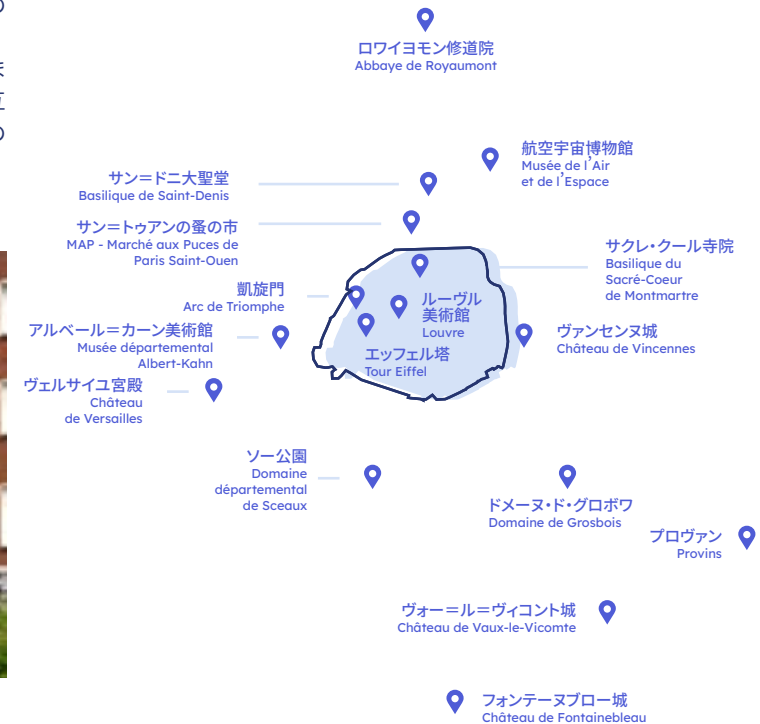 ロワイヨモン修道院
Abbaye de Royaumont
航空宇宙博物館
Musée de l'Air
et de l'Espace
サン＝ドニ大聖堂
Basilique de Saint-Denis
サン＝トゥアンの蚤の市
MAP - Marché aux Puces de
Paris Saint-Ouen
サクレ・クール寺院
Basilique du
Sacré-Coeur
de Montmartre
凱旋門
Arc de Triomphe
ルーヴル
美術館
Louvre
アルベール＝カーン美術館
Musée départemental
Albert-Kahn
ヴァンセンヌ城
Château de Vincennes
エッフェル塔
Tour Eiffel
ヴェルサイユ宮殿
Château
de Versailles
ソー公園
Domaine
départemental
de Sceaux
ドメーヌ・ド・グロボワ
Domaine de Grosbois
プロヴァン
Provins
ヴォー＝ル＝ヴィコント城
Château de Vaux-le-Vicomte
フォンテーヌブロー城
Château de Fontainebleau